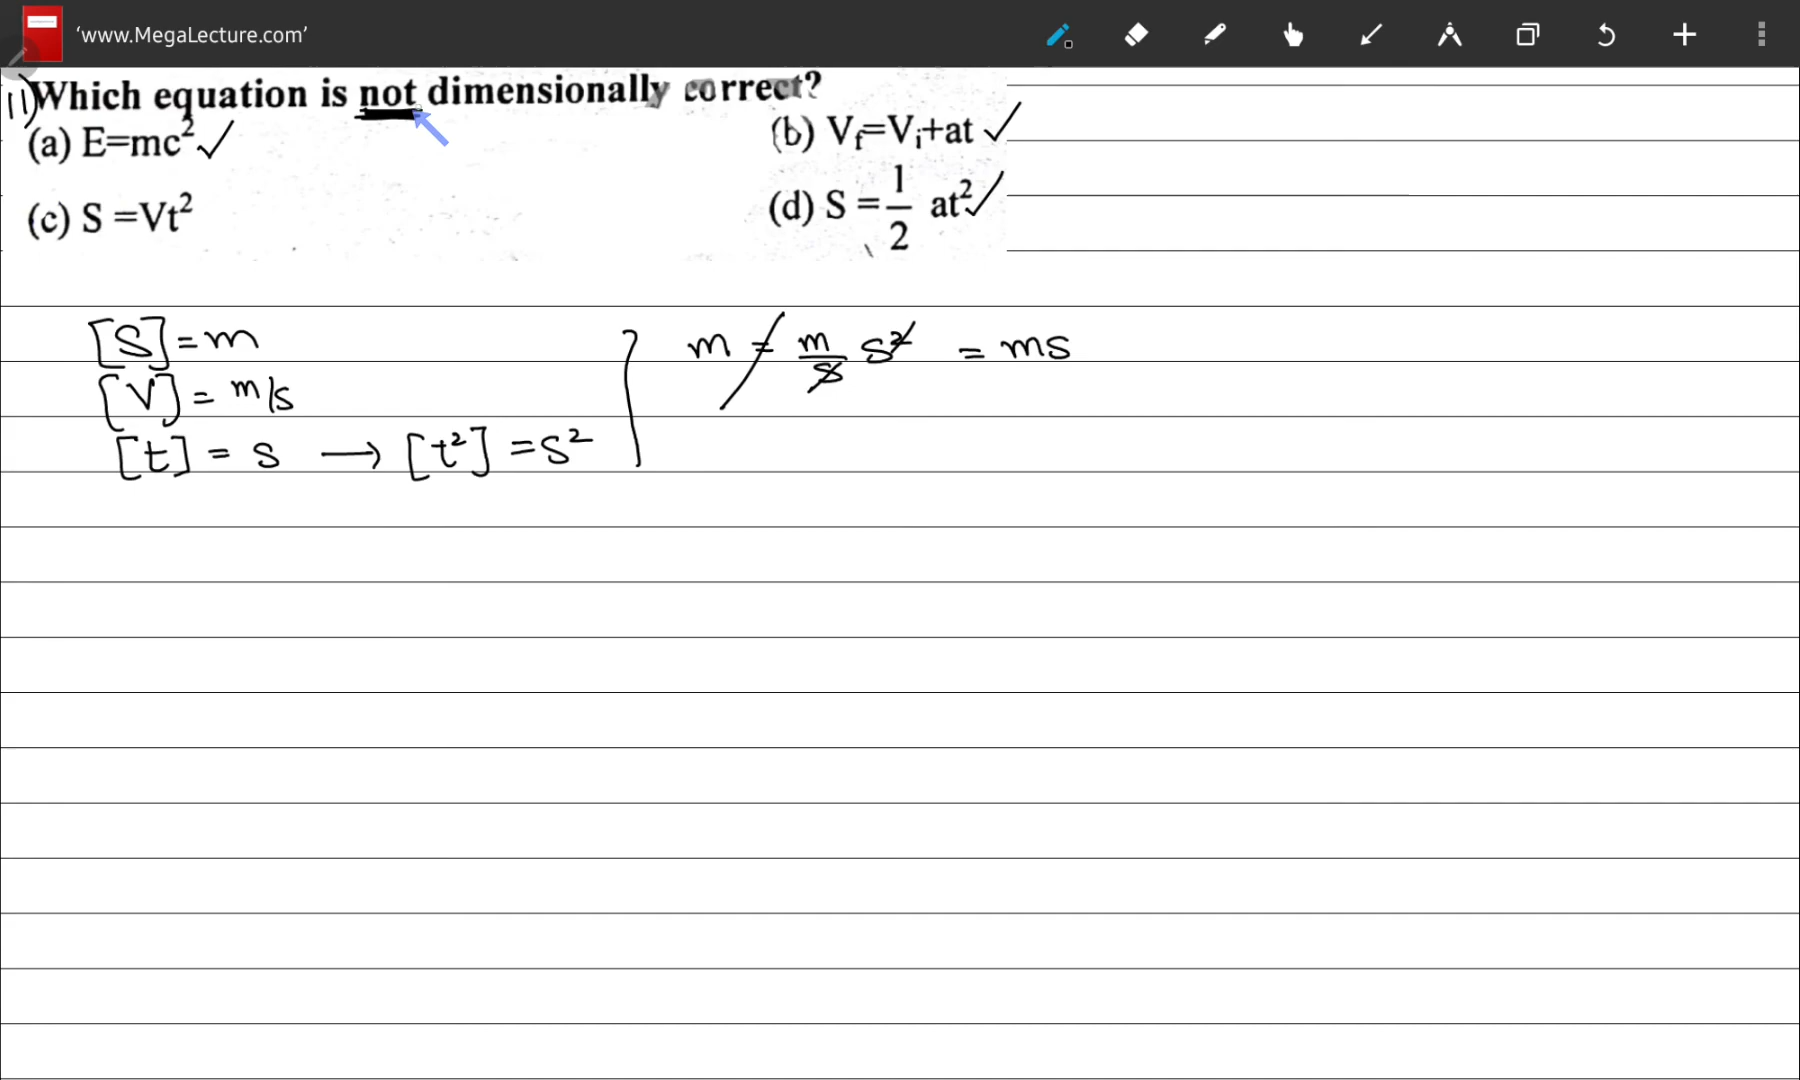 ‘www.MegaLecture.com’
11) Which equation is not dimensionally correct?
(a) E=mc² ✓ (b) Vf=Vi+at ✓
(c) S =Vt² (d) S =1/2 at² ✓
[S] = m
[V] = m/s
[t] = s → [t²] = s²
m ≠ m/s s² = ms